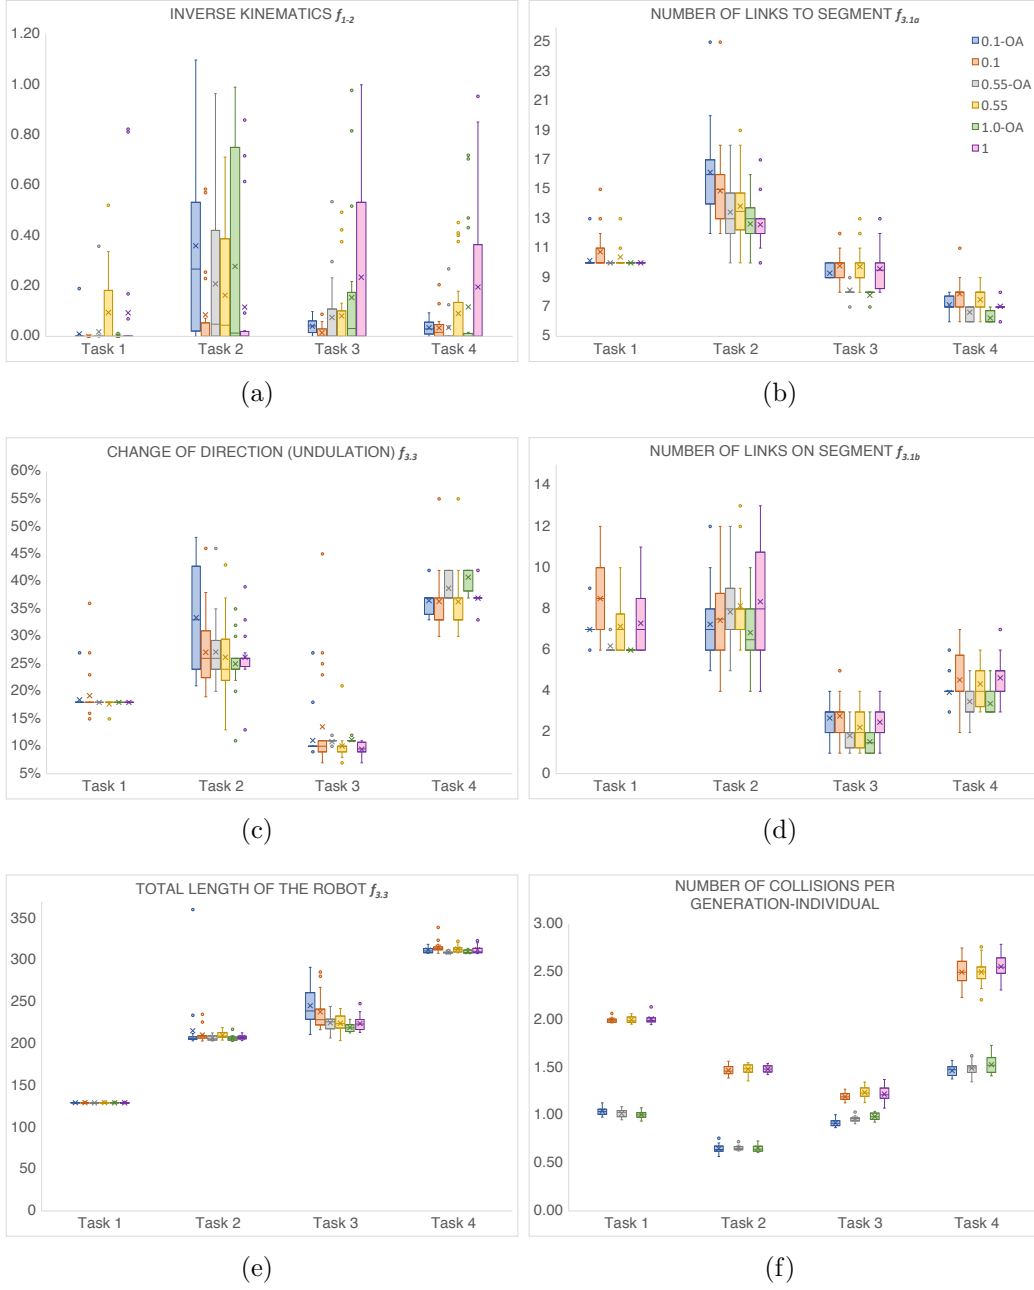 INVERSE KINEMATICS f1-2
1.20
1.00
0.80
0.60
0.40
0.20
0.00
Task 1 Task 2 Task 3 Task 4
(a)
NUMBER OF LINKS TO SEGMENT f3.1a
25
23
21
19
17
15
13
11
9
7
5
0.1-OA
0.1
0.55-OA
0.55
1.0-OA
1
Task 1 Task 2 Task 3 Task 4
(b)
CHANGE OF DIRECTION (UNDULATION) f3.3
60%
55%
50%
45%
40%
35%
30%
25%
20%
15%
10%
5%
Task 1 Task 2 Task 3 Task 4
(c)
NUMBER OF LINKS ON SEGMENT f3.1b
14
12
10
8
6
4
2
0
Task 1 Task 2 Task 3 Task 4
(d)
TOTAL LENGTH OF THE ROBOT f3.3
350
300
250
200
150
100
50
0
Task 1 Task 2 Task 3 Task 4
(e)
NUMBER OF COLLISIONS PER
GENERATION-INDIVIDUAL
3.00
2.50
2.00
1.50
1.00
0.50
0.00
Task 1 Task 2 Task 3 Task 4
(f)